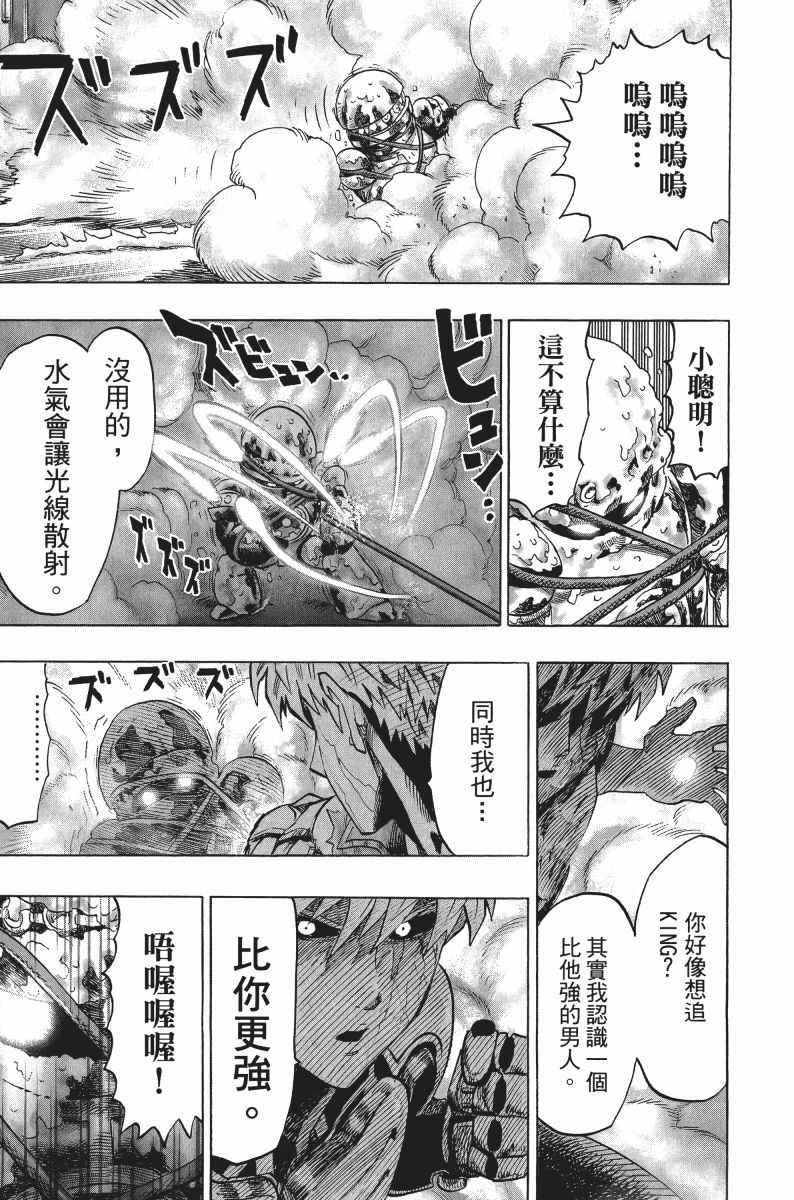 嗚嗚嗚嗚
嗚嗚…
ズズズ
小聰明！
這不算什麼…
ビュン…
ズビュン…
沒用的，
水氣會讓光線散射。
ズズズ
你好像想追
KING?
其實我認識一個
比他強的男人。
同時我也…
ズズズ
………
比你更強。
唔喔喔喔！